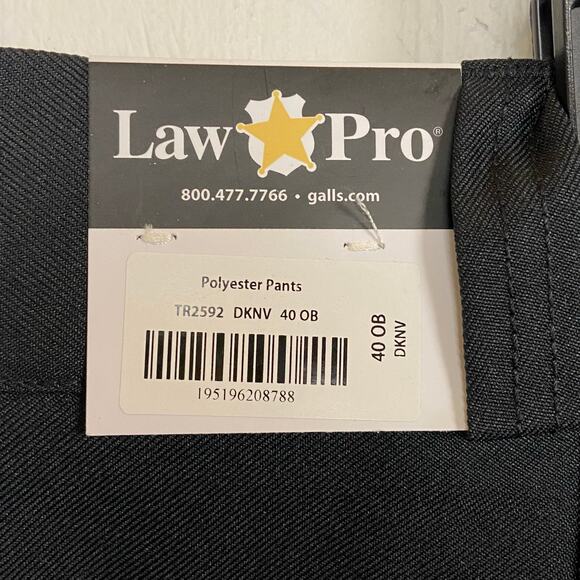 Law Pro®
800.477.7766 • galls.com
Polyester Pants
TR2592 DKNV 40 OB
195196208788
40 OB
DKNV